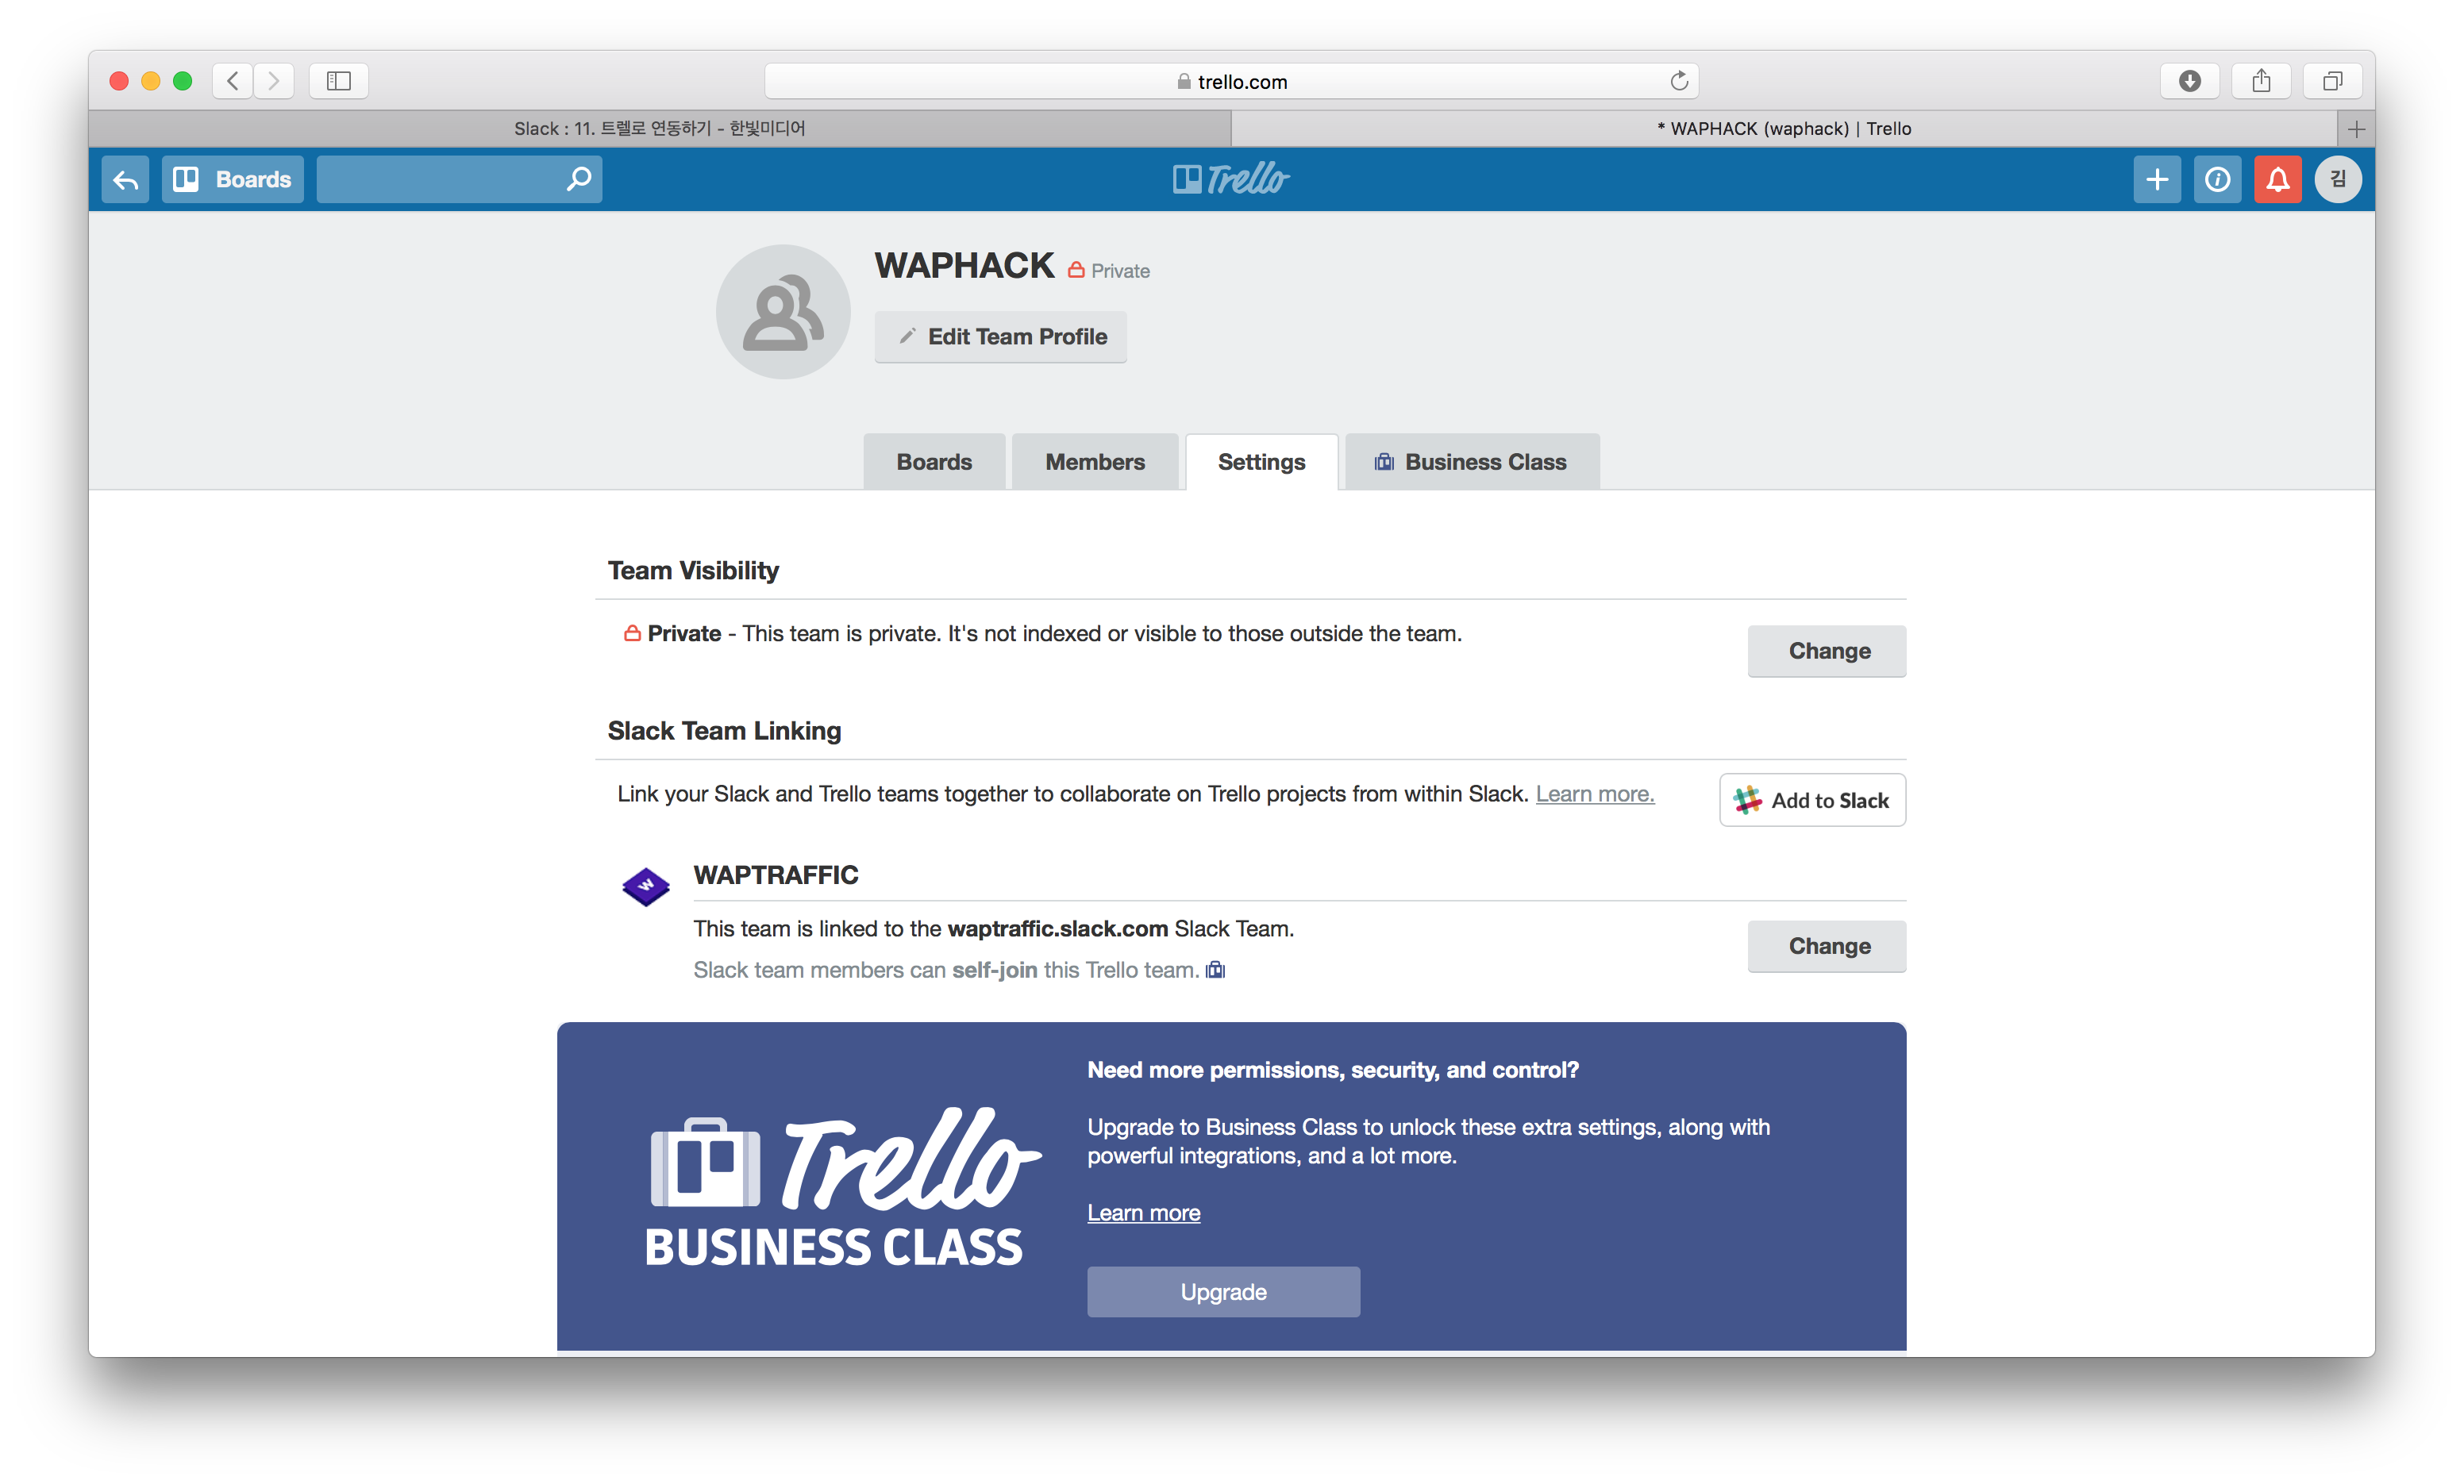 trello.com
Slack : 11. 트렐로 연동하기 - 한빛미디어
* WAPHACK (waphack) | Trello
Boards
Trello
김
WAPHACK Private
Edit Team Profile
Boards
Members
Settings
Business Class
Team Visibility
Private - This team is private. It's not indexed or visible to those outside the team.
Change
Slack Team Linking
Link your Slack and Trello teams together to collaborate on Trello projects from within Slack. Learn more.
Add to Slack
W
WAPTRAFFIC
This team is linked to the waptraffic.slack.com Slack Team.
Change
Slack team members can self-join this Trello team.
Need more permissions, security, and control?
Upgrade to Business Class to unlock these extra settings, along with
powerful integrations, and a lot more.
Trello
BUSINESS CLASS
Learn more
Upgrade